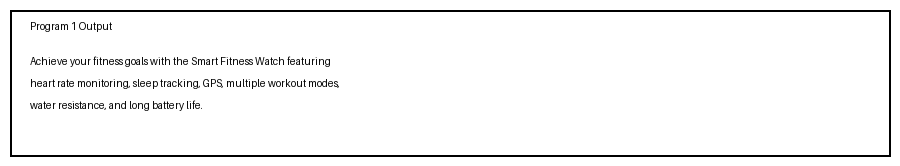 Program 1 Output
Achieve your fitness goals with the Smart Fitness Watch featuring
heart rate monitoring, sleep tracking, GPS, multiple workout modes,
water resistance, and long battery life.